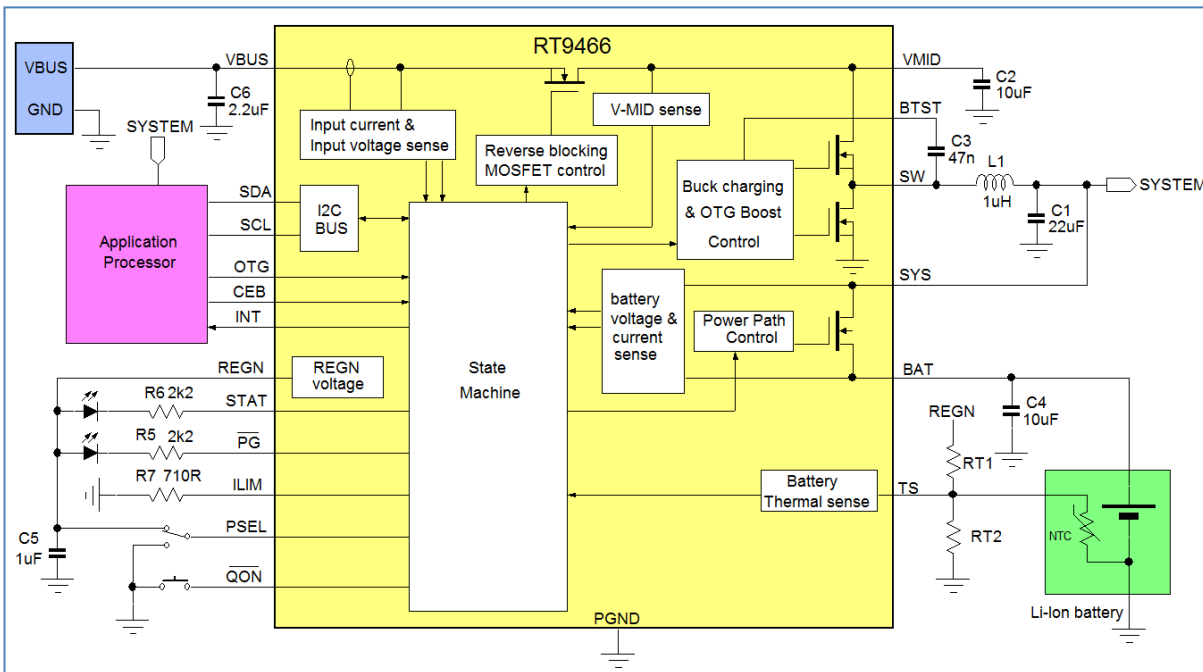 RT9466
VBUS
GND
VBUS
C6
2.2uF
SYSTEM
Application
Processor
SDA
SCL
OTG
CEB
INT
REGN
R6 2k2
STAT
R5 2k2
PG
R7 710R
ILIM
PSEL
C5
1uF
QON
Input current &
Input voltage sense
I2C
BUS
REGN
voltage
Reverse blocking
MOSFET control
V-MID sense
State
Machine
Buck charging
& OTG Boost
Control
battery
voltage &
current
sense
Power Path
Control
Battery
Thermal sense
PGND
VMID
C2
10uF
BTST
C3
47n
SW
L1
1uH
SYSTEM
C1
22uF
SYS
BAT
C4
10uF
REGN
RT1
TS
RT2
NTC
Li-Ion battery